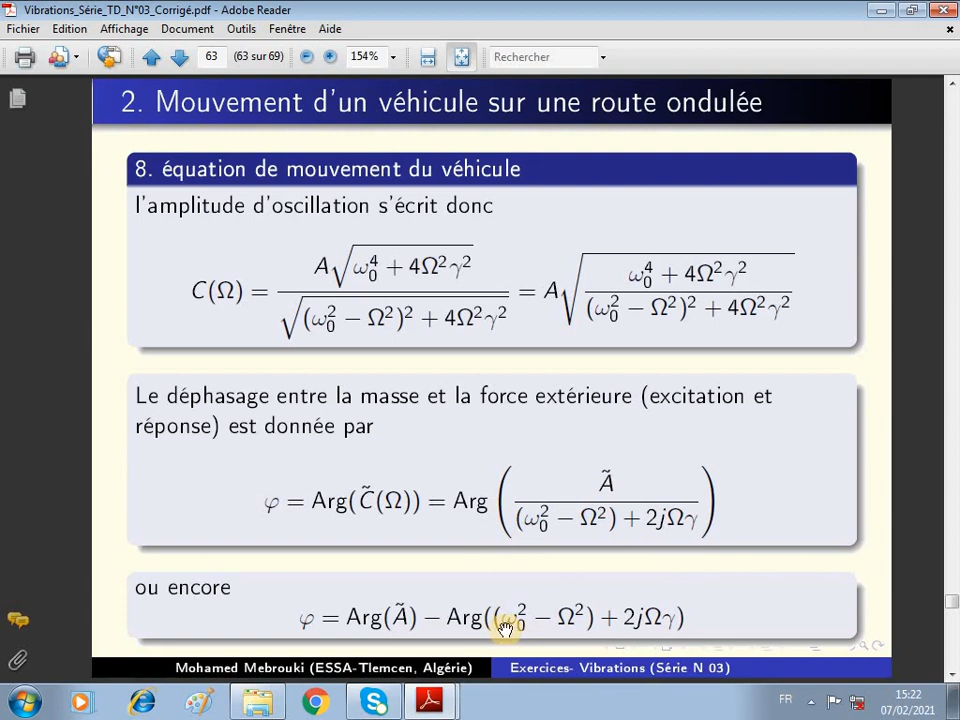 Vibrations_Série_TD_N°03_Corrigé.pdf - Adobe Reader
Fichier Edition Affichage Document Outils Fenêtre Aide
63 (63 sur 69) 154% Rechercher
2. Mouvement d'un véhicule sur une route ondulée
8. équation de mouvement du véhicule
l'amplitude d'oscillation s'écrit donc
C(Ω) = A√(ω₀⁴ + 4Ω²γ²) / √((ω₀² − Ω²)² + 4Ω²γ²) = A√((ω₀⁴ + 4Ω²γ²) / ((ω₀² − Ω²)² + 4Ω²γ²))
Le déphasage entre la masse et la force extérieure (excitation et
réponse) est donnée par
φ = Arg(C̃(Ω)) = Arg(Ã / ((ω₀² − Ω²) + 2jΩγ))
ou encore
φ = Arg(Ã) − Arg((ω₀² − Ω²) + 2jΩγ)
Mohamed Mebrouki (ESSA-Tlemcen, Algérie) Exercices- Vibrations (Série N 03)
FR 15:22
07/02/2021